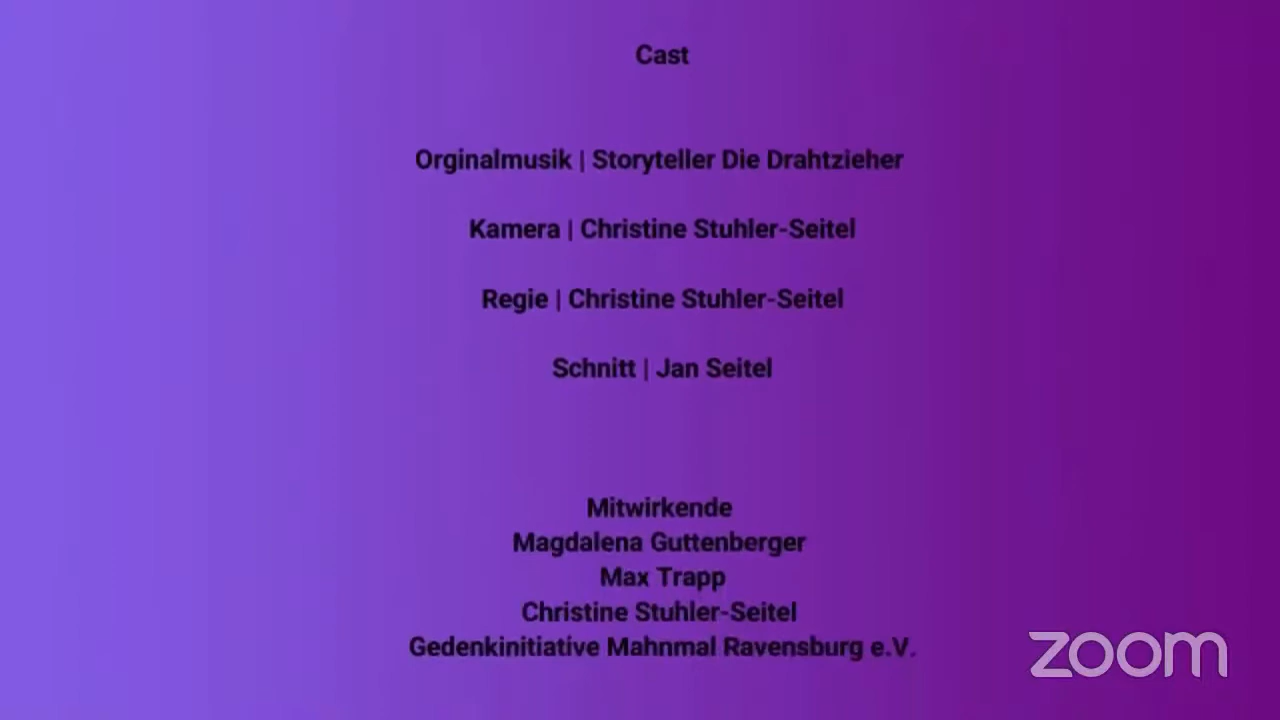 Cast
Orginalmusik | Storyteller Die Drahtzieher
Kamera | Christine Stuhler-Seitel
Regie | Christine Stuhler-Seitel
Schnitt | Jan Seitel
Mitwirkende
Magdalena Guttenberger
Max Trapp
Christine Stuhler-Seitel
Gedenkinitiative Mahnmal Ravensburg e.V.
zoom